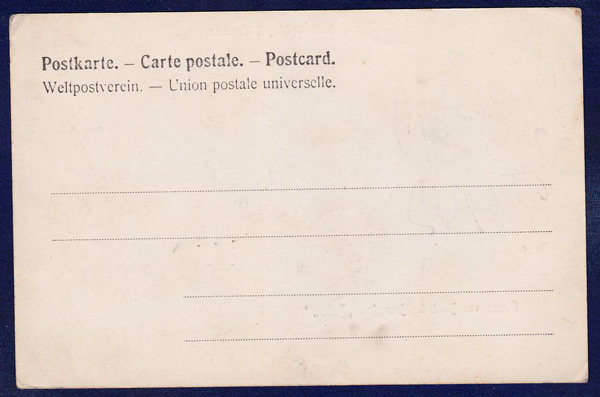 Postkarte. – Carte postale. – Postcard.
Weltpostverein. — Union postale universelle.